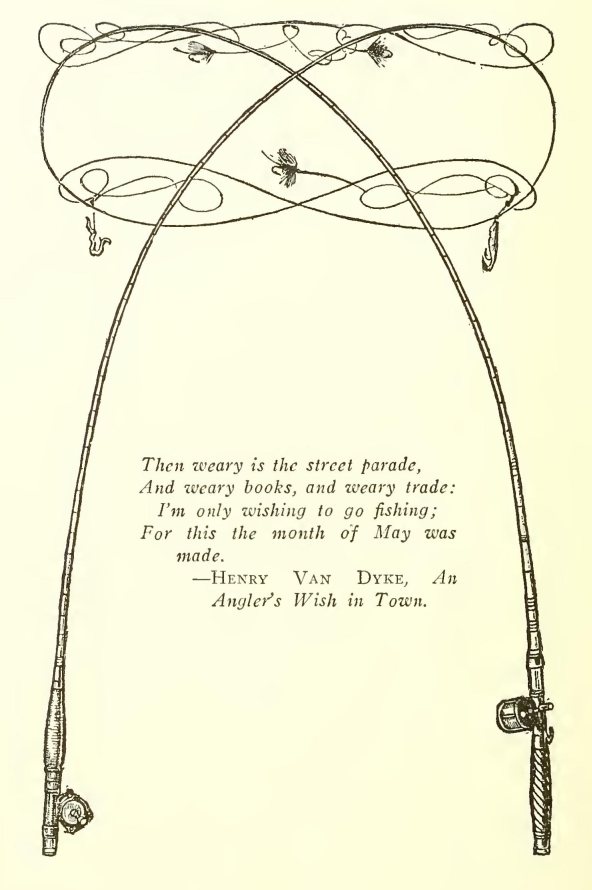 Then weary is the street parade,
And weary books, and weary trade:
I'm only wishing to go fishing;
For this the month of May was
made.
—HENRY VAN DYKE, An
Angler's Wish in Town.